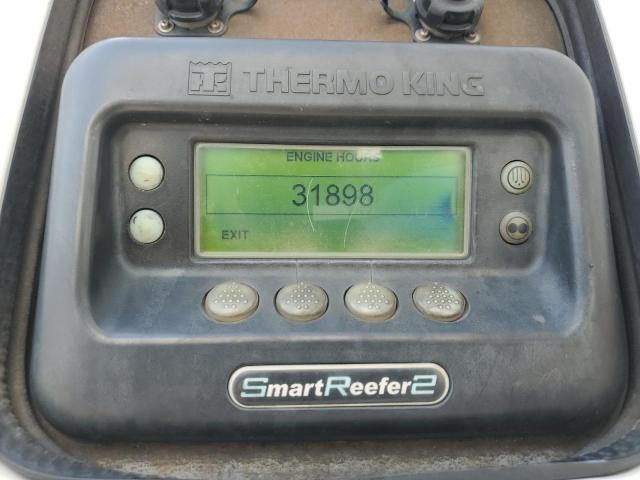 THERMO KING
ENGINE HOURS
31898
EXIT
SmartReefer2